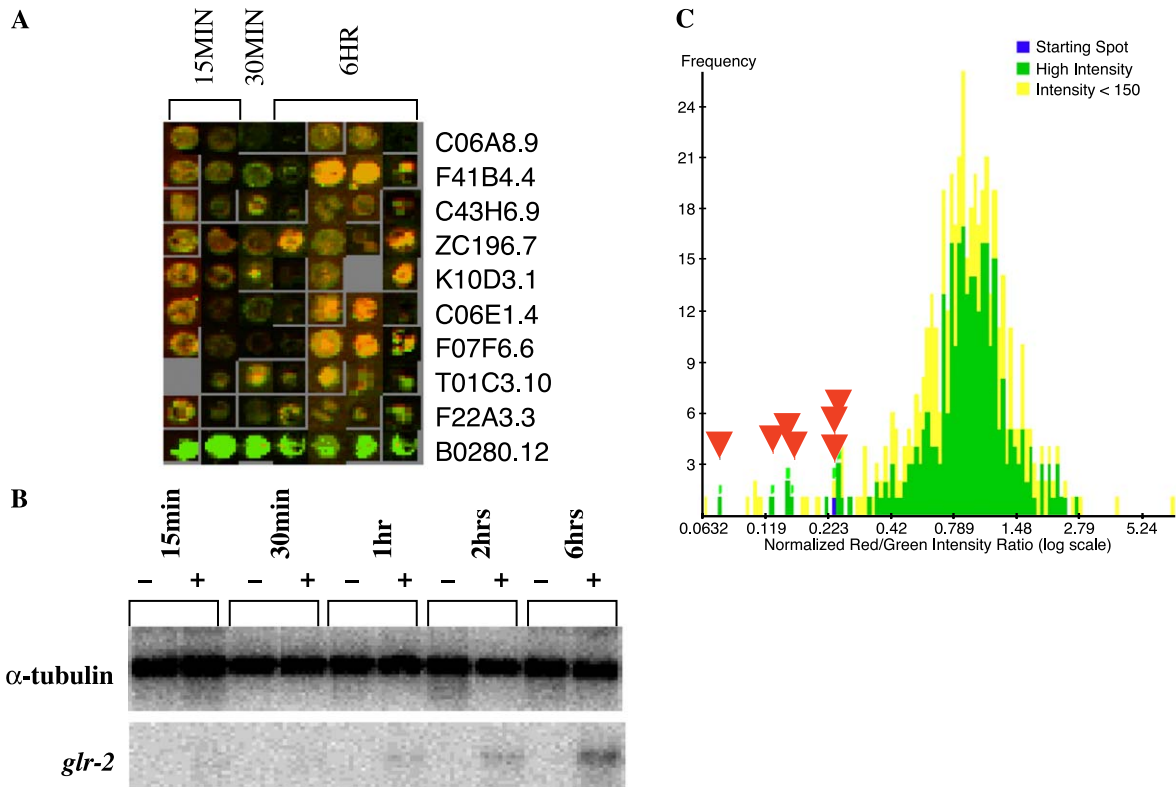 A
15MIN
30MIN
6HR
C06A8.9
F41B4.4
C43H6.9
ZC196.7
K10D3.1
C06E1.4
F07F6.6
T01C3.10
F22A3.3
B0280.12
B
15min
30min
1hr
2hrs
6hrs
– + – + – + – + – +
α-tubulin
glr-2
C
Starting Spot
High Intensity
Intensity < 150
Frequency
24
21
18
15
12
9
6
3
0.0632 0.119 0.223 0.42 0.789 1.48 2.79 5.24
Normalized Red/Green Intensity Ratio (log scale)